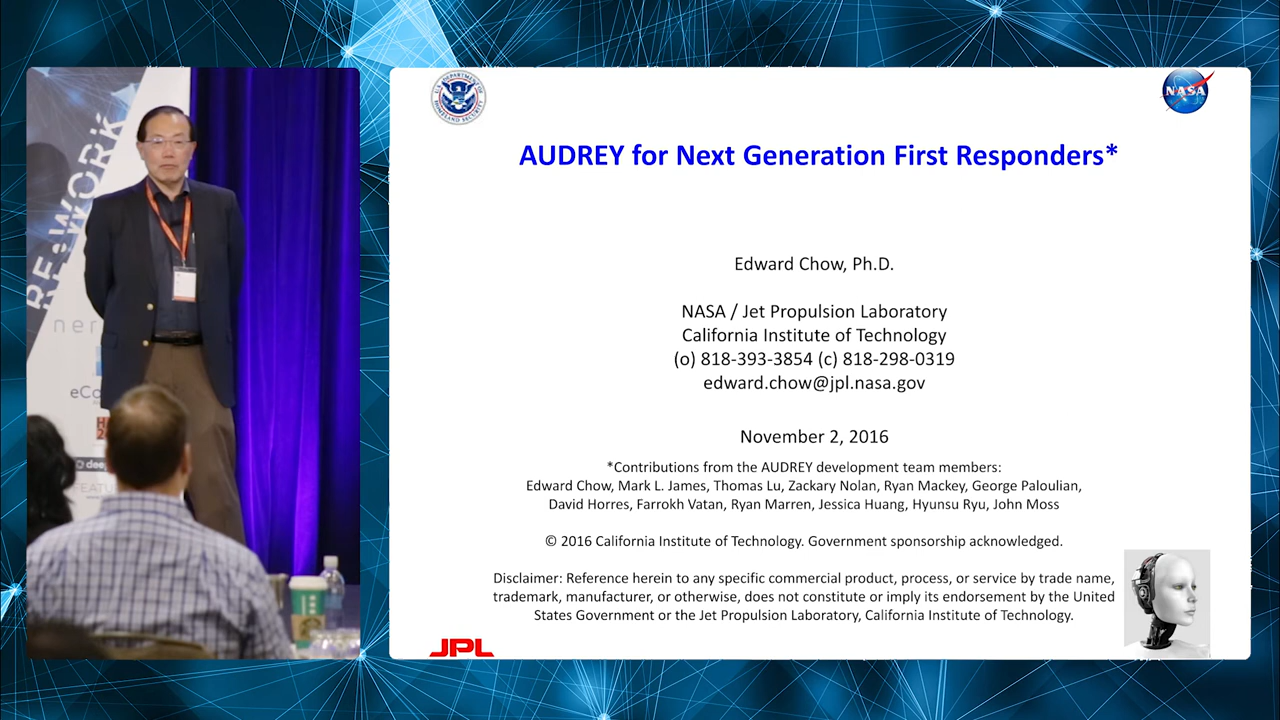 RE•WORK
U.S. DEPARTMENT OF HOMELAND SECURITY
NASA
AUDREY for Next Generation First Responders*
Edward Chow, Ph.D.
NASA / Jet Propulsion Laboratory
California Institute of Technology
(o) 818-393-3854 (c) 818-298-0319
edward.chow@jpl.nasa.gov
November 2, 2016
*Contributions from the AUDREY development team members:
Edward Chow, Mark L. James, Thomas Lu, Zackary Nolan, Ryan Mackey, George Paloulian,
David Horres, Farrokh Vatan, Ryan Marren, Jessica Huang, Hyunsu Ryu, John Moss
© 2016 California Institute of Technology. Government sponsorship acknowledged.
Disclaimer: Reference herein to any specific commercial product, process, or service by trade name,
trademark, manufacturer, or otherwise, does not constitute or imply its endorsement by the United
States Government or the Jet Propulsion Laboratory, California Institute of Technology.
JPL